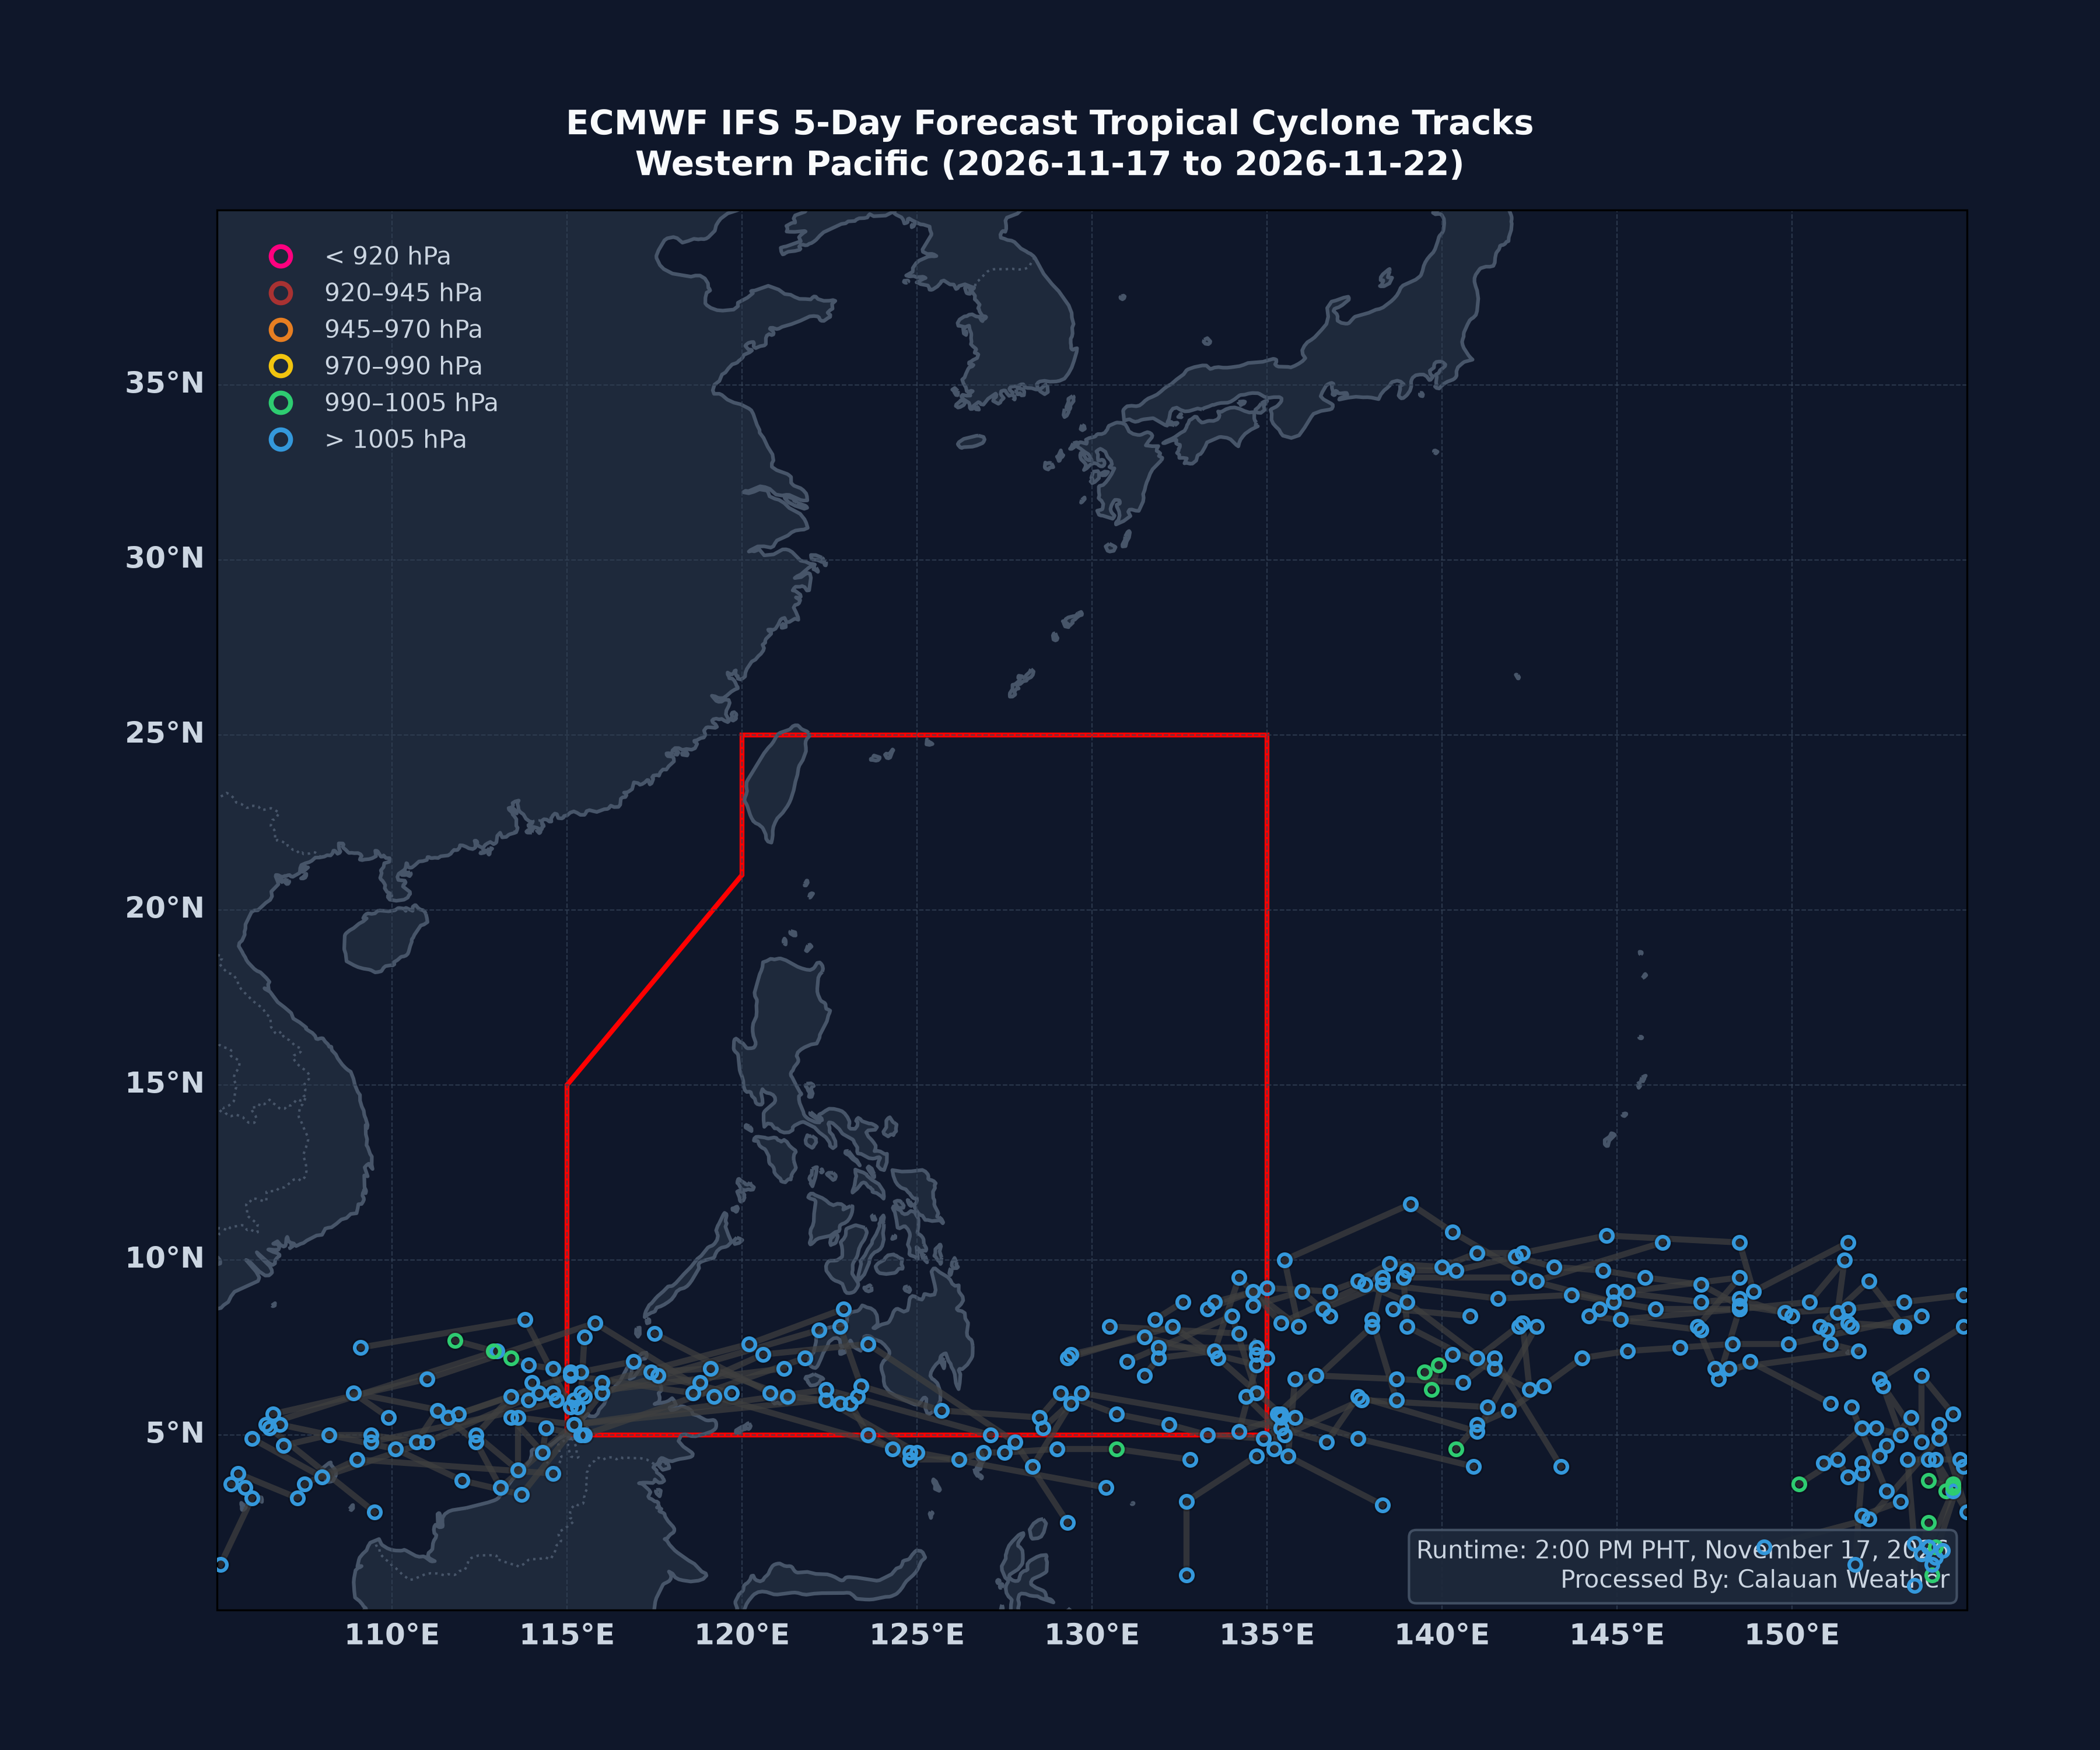 ECMWF IFS 5-Day Forecast Tropical Cyclone Tracks
Western Pacific (2026-11-17 to 2026-11-22)
< 920 hPa
920–945 hPa
945–970 hPa
970–990 hPa
990–1005 hPa
> 1005 hPa
35°N
30°N
25°N
20°N
15°N
10°N
5°N
Runtime: 2:00 PM PHT, November 17, 2026
Processed By: Calauan Weather
110°E
115°E
120°E
125°E
130°E
135°E
140°E
145°E
150°E